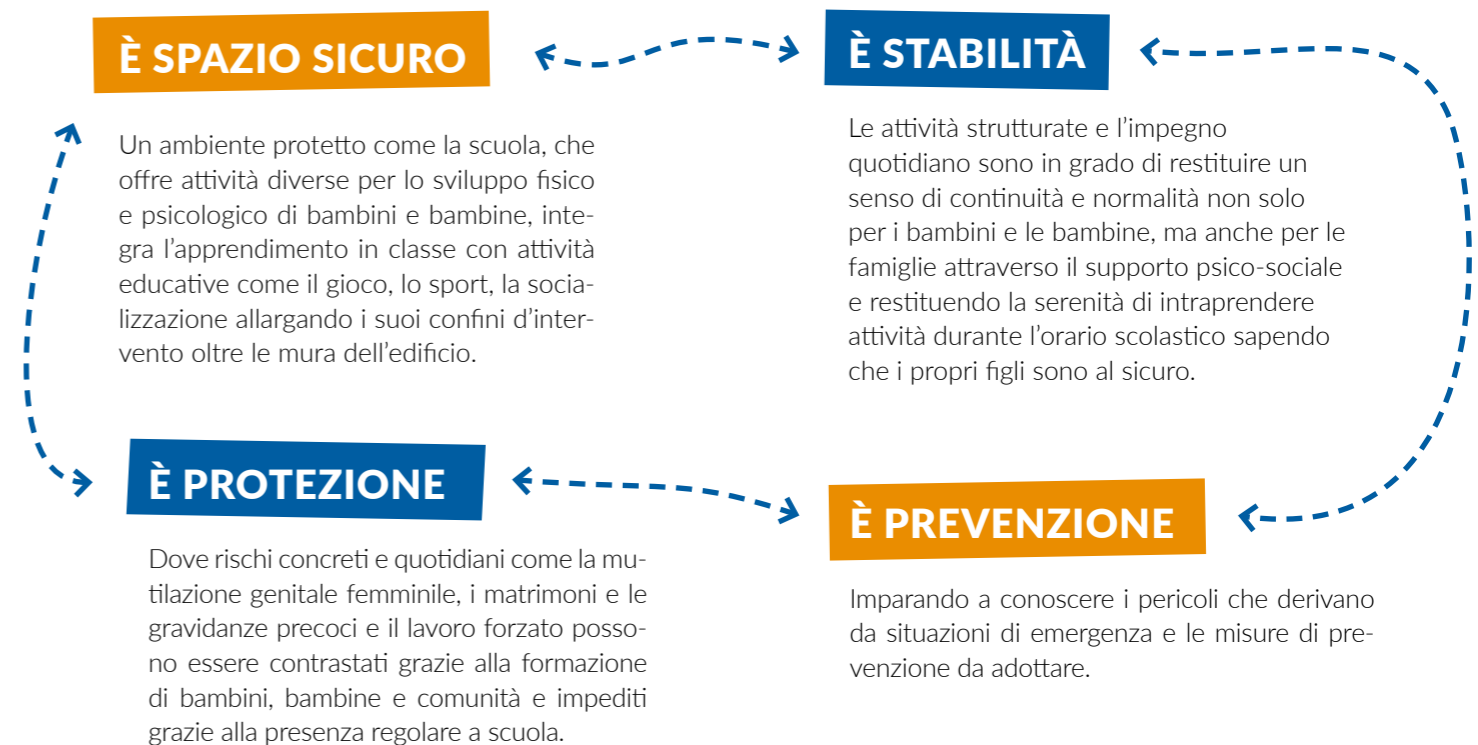 È SPAZIO SICURO
Un ambiente protetto come la scuola, che
offre attività diverse per lo sviluppo fisico
e psicologico di bambini e bambine, inte-
gra l’apprendimento in classe con attività
educative come il gioco, lo sport, la socia-
lizzazione allargando i suoi confini d’inter-
vento oltre le mura dell’edificio.
È STABILITÀ
Le attività strutturate e l’impegno
quotidiano sono in grado di restituire un
senso di continuità e normalità non solo
per i bambini e le bambine, ma anche per le
famiglie attraverso il supporto psico-sociale
e restituendo la serenità di intraprendere
attività durante l’orario scolastico sapendo
che i propri figli sono al sicuro.
È PROTEZIONE
Dove rischi concreti e quotidiani come la mu-
tilazione genitale femminile, i matrimoni e le
gravidanze precoci e il lavoro forzato posso-
no essere contrastati grazie alla formazione
di bambini, bambine e comunità e impediti
grazie alla presenza regolare a scuola.
È PREVENZIONE
Imparando a conoscere i pericoli che derivano
da situazioni di emergenza e le misure di pre-
venzione da adottare.